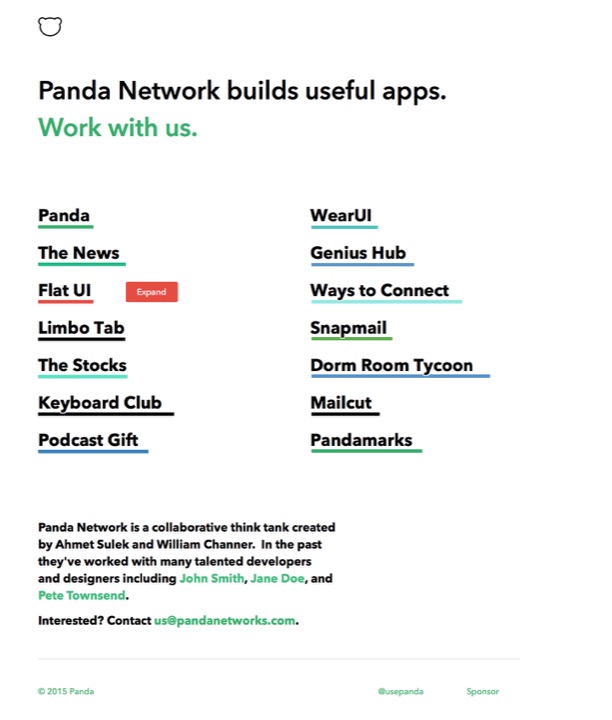 Panda Network builds useful apps.
Work with us.
Panda
The News
Flat UI
Expand
Limbo Tab
The Stocks
Keyboard Club
Podcast Gift
WearUI
Genius Hub
Ways to Connect
Snapmail
Dorm Room Tycoon
Mailcut
Pandamarks
Panda Network is a collaborative think tank created
by Ahmet Sulek and William Channer.  In the past
they've worked with many talented developers
and designers including John Smith, Jane Doe, and
Pete Townsend.
Interested? Contact us@pandanetworks.com.
© 2015 Panda
@usepanda
Sponsor